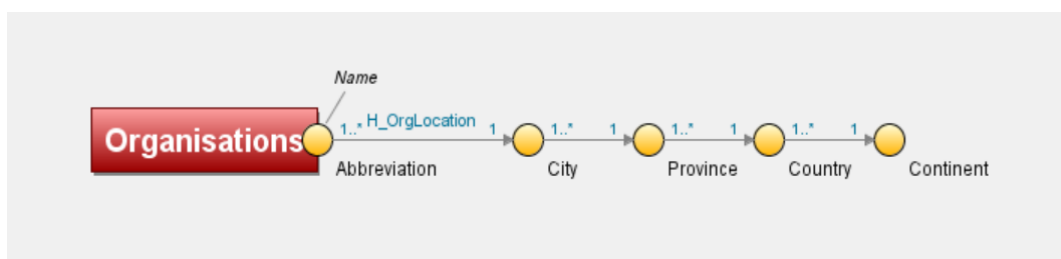 Name
Organisations
1..* H_OrgLocation 1 1..* 1 1..* 1 1..* 1
Abbreviation City Province Country Continent